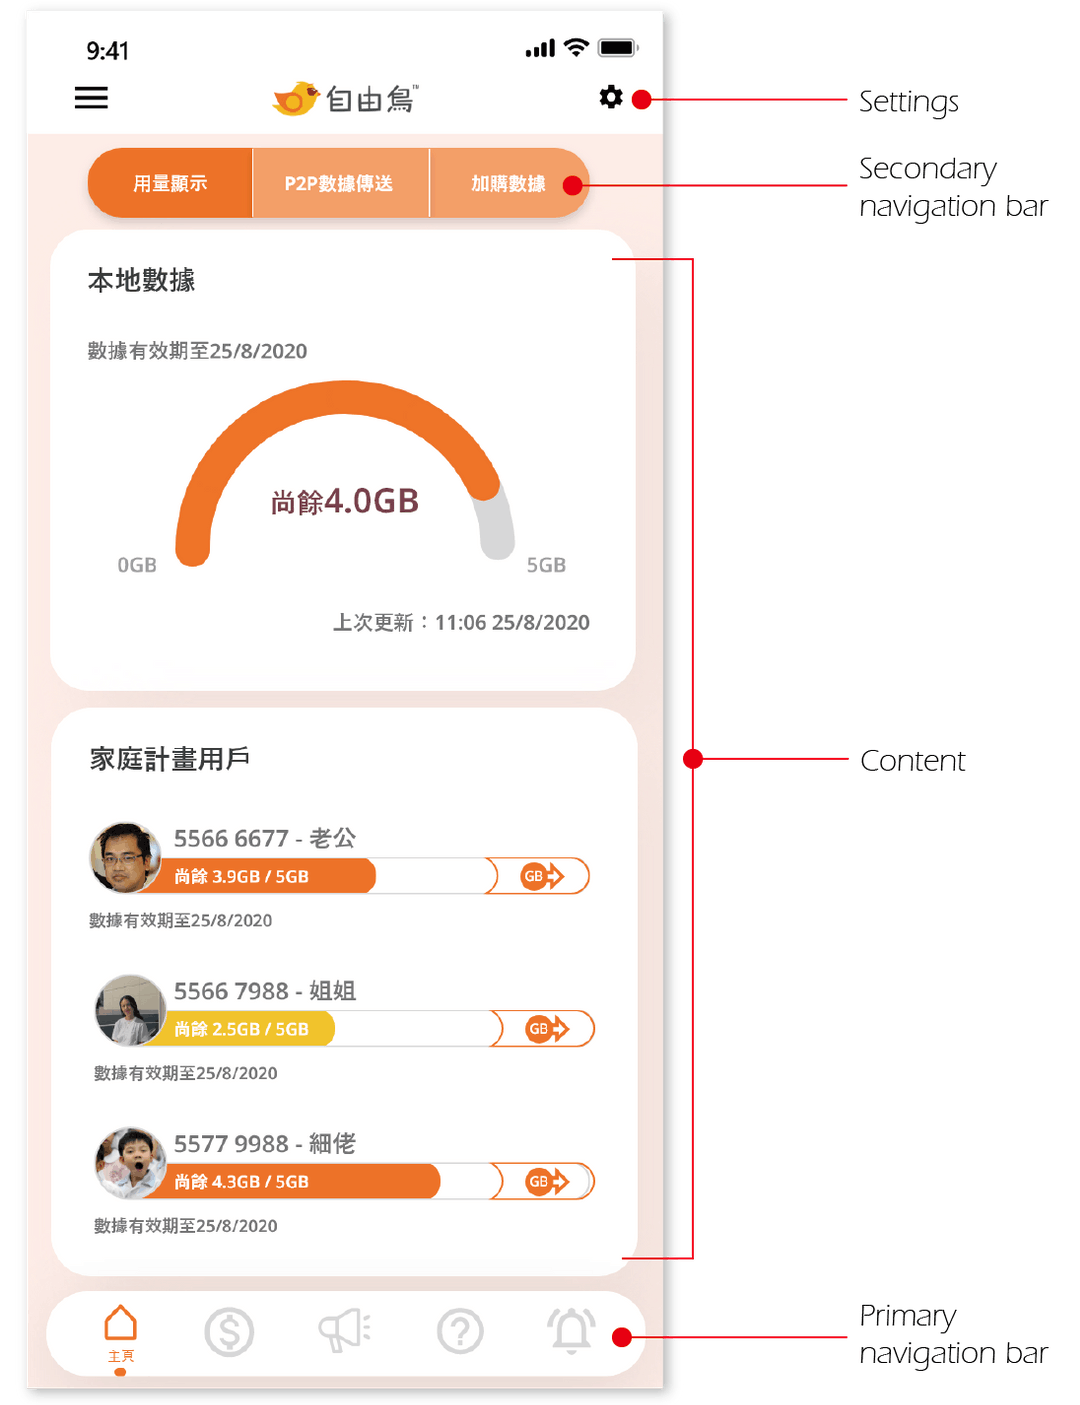 9:41
自由鳥™
Settings
用量顯示
P2P數據傳送
加購數據
Secondary
navigation bar
本地數據
數據有效期至25/8/2020
尚餘4.0GB
0GB
5GB
上次更新：11:06 25/8/2020
家庭計畫用戶
Content
5566 6677 - 老公
尚餘 3.9GB / 5GB
GB
數據有效期至25/8/2020
5566 7988 - 姐姐
尚餘 2.5GB / 5GB
GB
數據有效期至25/8/2020
5577 9988 - 細佬
尚餘 4.3GB / 5GB
GB
數據有效期至25/8/2020
主頁
Primary
navigation bar